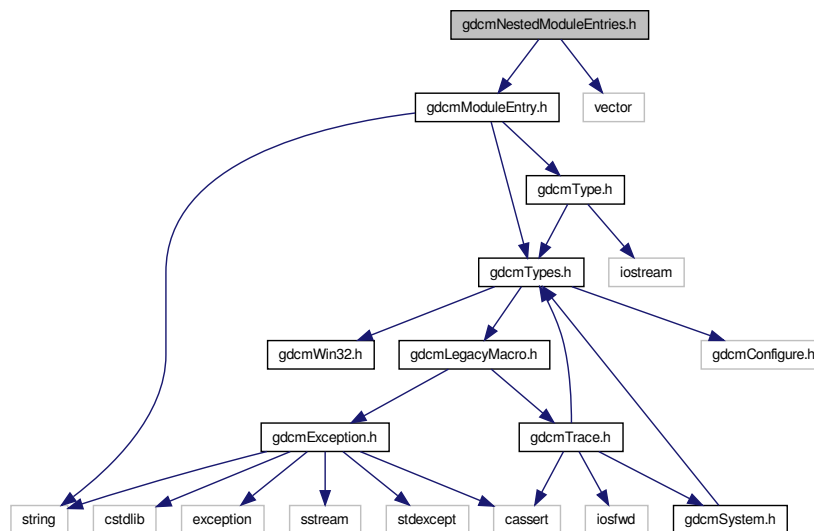 gdcmNestedModuleEntries.h
gdcmModuleEntry.h
vector
gdcmType.h
gdcmTypes.h
iostream
gdcmWin32.h
gdcmLegacyMacro.h
gdcmConfigure.h
gdcmException.h
gdcmTrace.h
string
cstdlib
exception
sstream
stdexcept
cassert
iosfwd
gdcmSystem.h